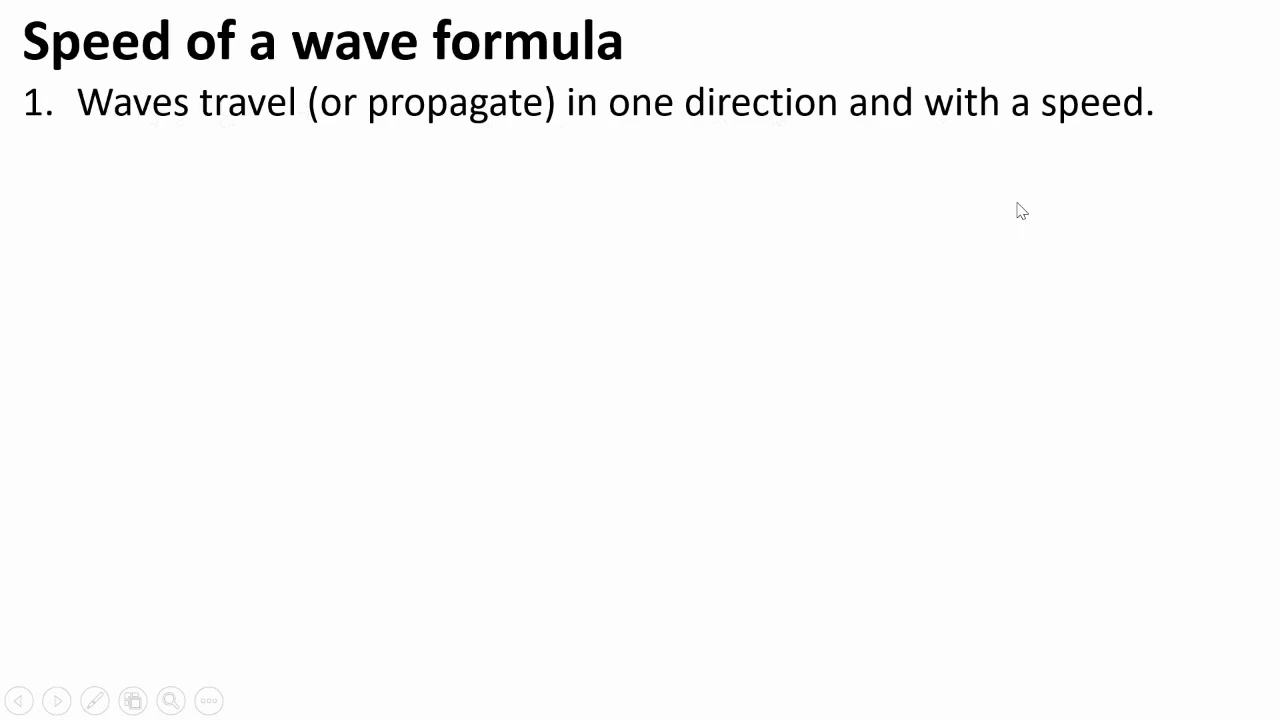 Speed of a wave formula
1. Waves travel (or propagate) in one direction and with a speed.